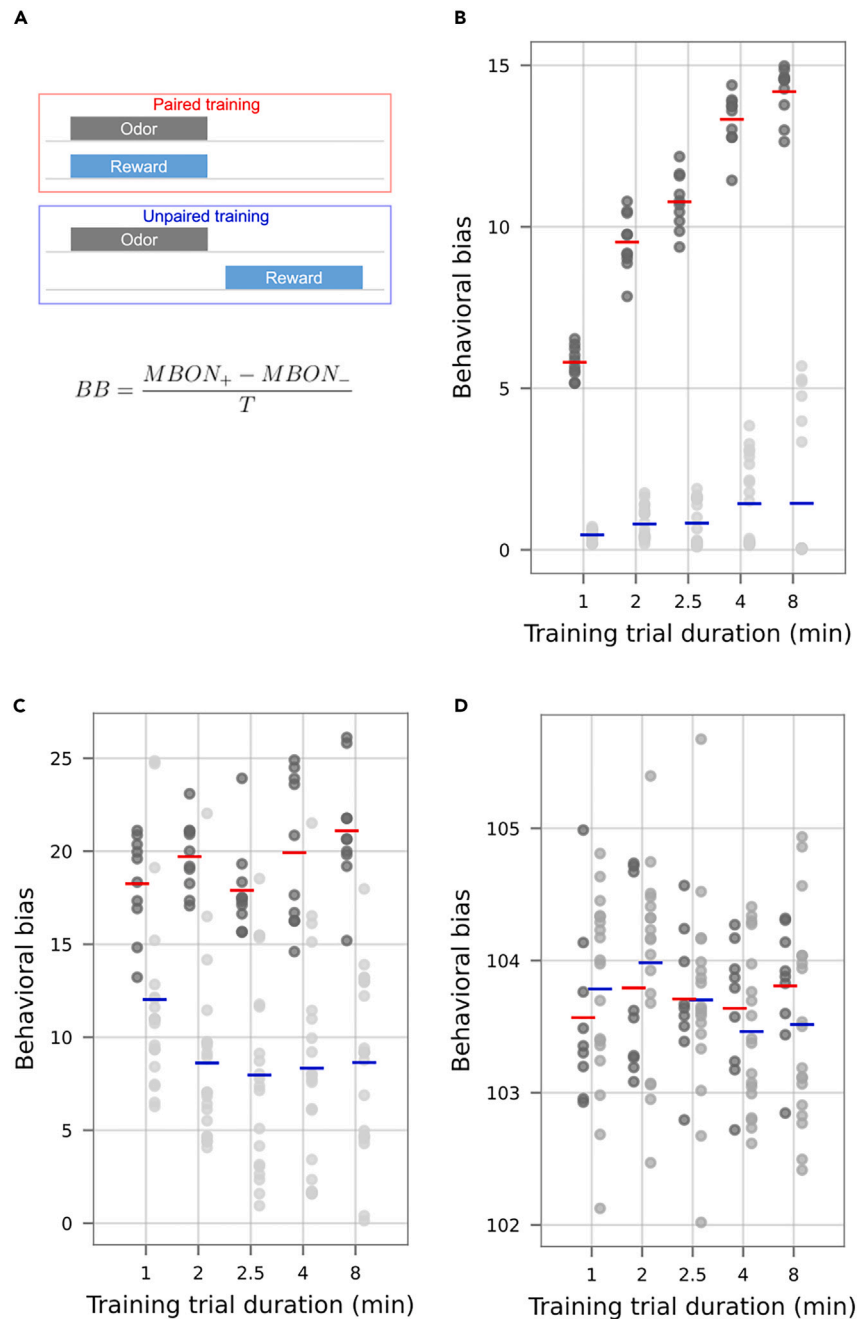 A
Paired training
Odor
Reward
Unpaired training
Odor
Reward
BB = \frac{MBON_+ - MBON_-}{T}
B
15
10
5
0
Behavioral bias
1 2 2.5 4 8
Training trial duration (min)
C
25
20
15
10
5
0
Behavioral bias
1 2 2.5 4 8
Training trial duration (min)
D
105
104
103
102
Behavioral bias
1 2 2.5 4 8
Training trial duration (min)